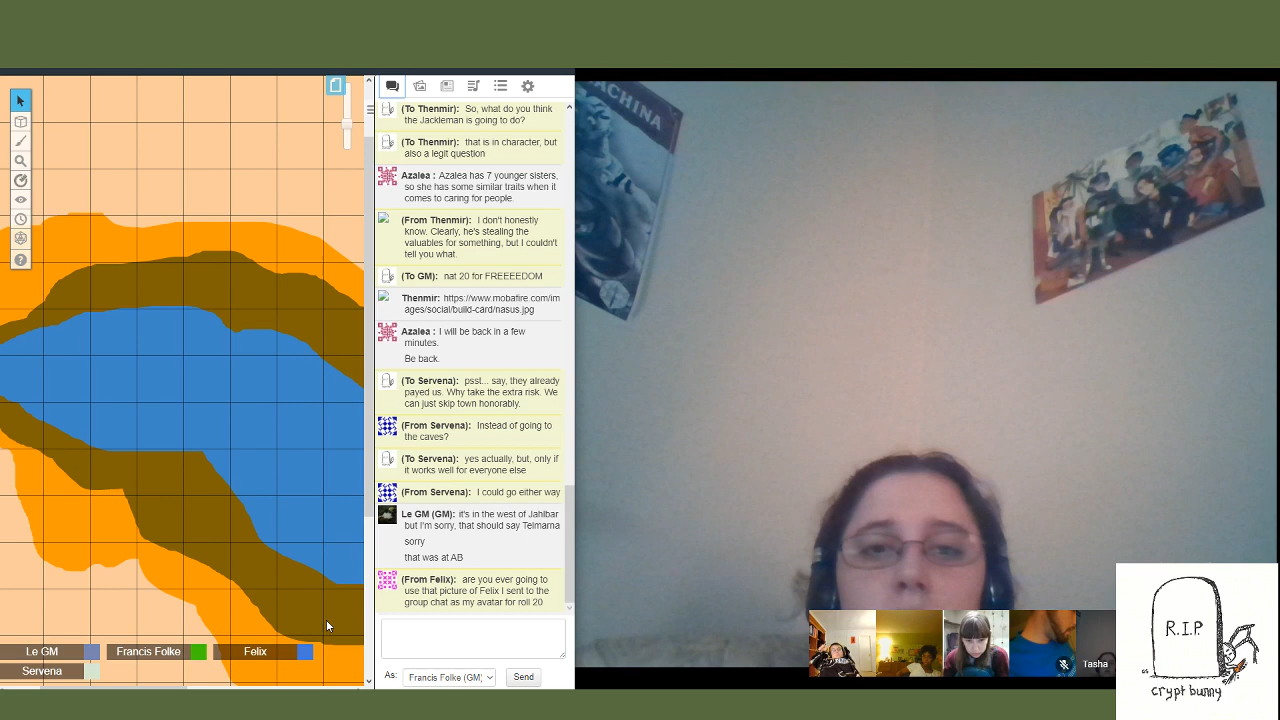 (To Thenmir): So, what do you think
the Jackleman is going to do?
(To Thenmir): that is in character, but
also a legit question
Azalea : Azalea has 7 younger sisters,
so she has some similar traits when it
comes to caring for people.
(From Thenmir): I don't honestly
know. Clearly, he's stealing the
valuables for something, but I couldn't
tell you what.
(To GM): nat 20 for FREEEEDOM
Thenmir: https://www.mobafire.com/im
ages/social/build-card/nasus.jpg
Azalea : I will be back in a few
minutes.
Be back.
(To Servena): psst... say, they already
payed us. Why take the extra risk. We
can just skip town honorably.
(From Servena): Instead of going to
the caves?
(To Servena): yes actually, but, only if
it works well for everyone else
(From Servena): I could go either way
Le GM (GM): it's in the west of Jahlbar
but I'm sorry, that should say Telmama
sorry
that was at AB
(From Felix): are you ever going to
use that picture of Felix I sent to the
group chat as my avatar for roll 20
As: Francis Folke (GM) Send
Le GM Francis Folke Felix
Servena
MACHINA
Tasha
R.I.P.
crypt bunny